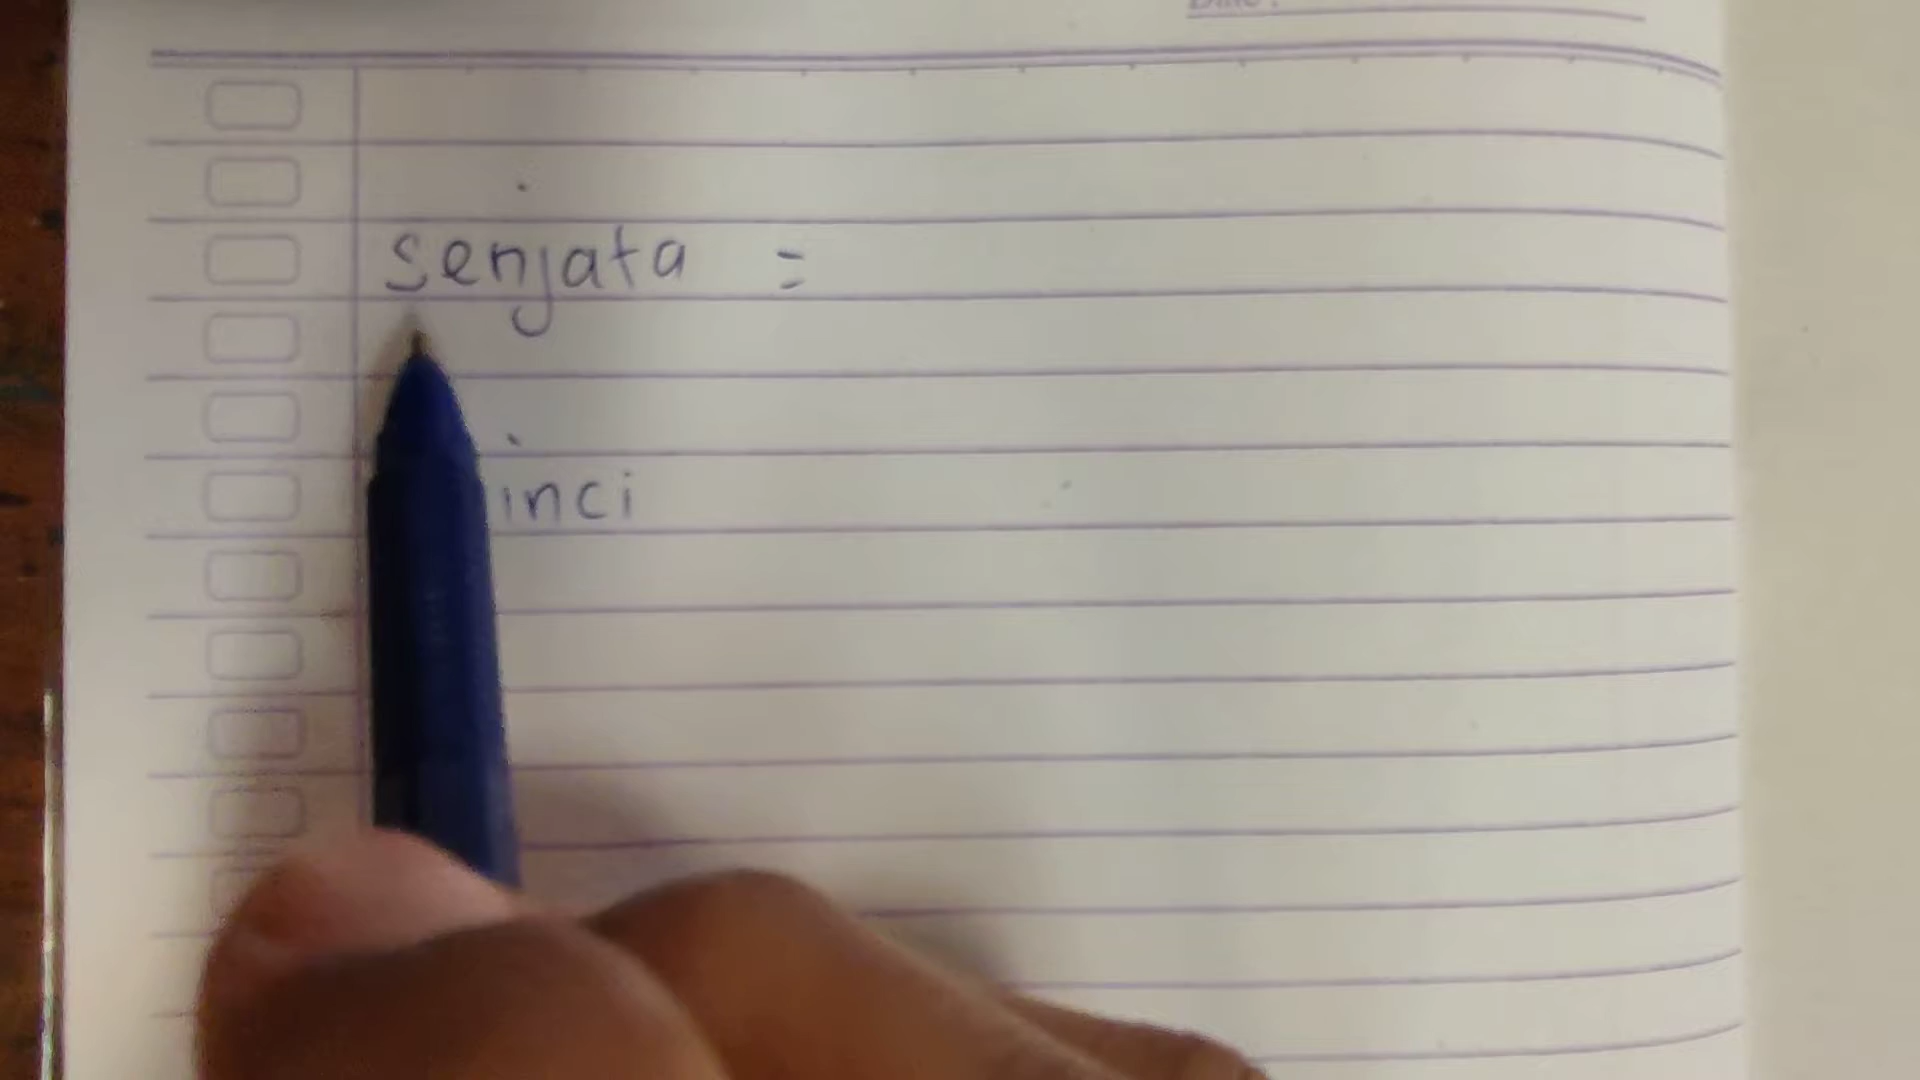 senjata =
inci